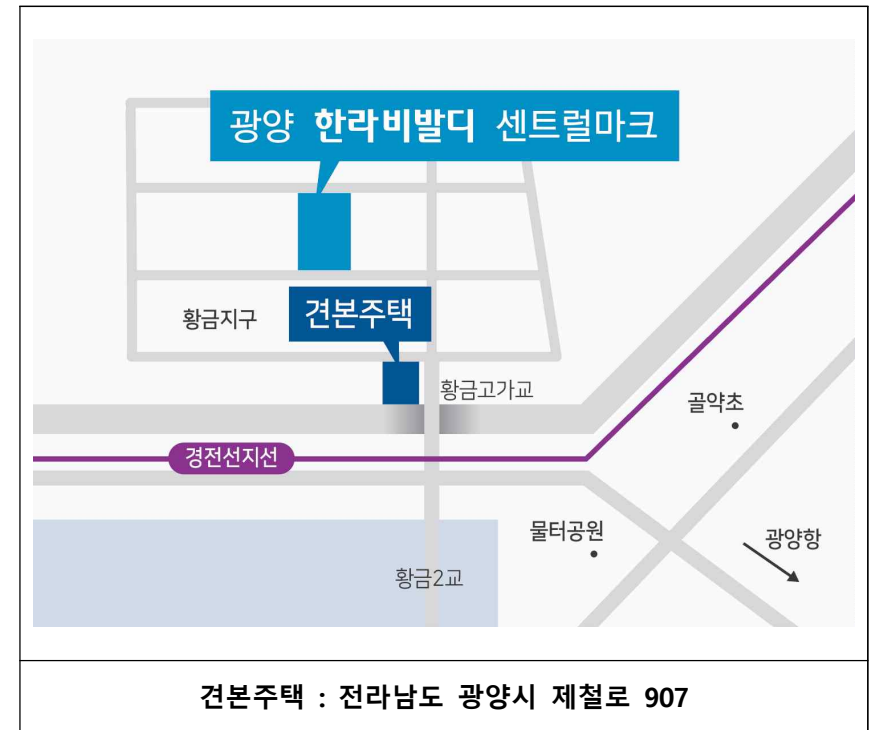 광양 한라비발디 센트럴마크
황금지구
견본주택
황금고가교
골약초
경전선지선
물터공원
광양항
황금2교
견본주택 : 전라남도 광양시 제철로 907